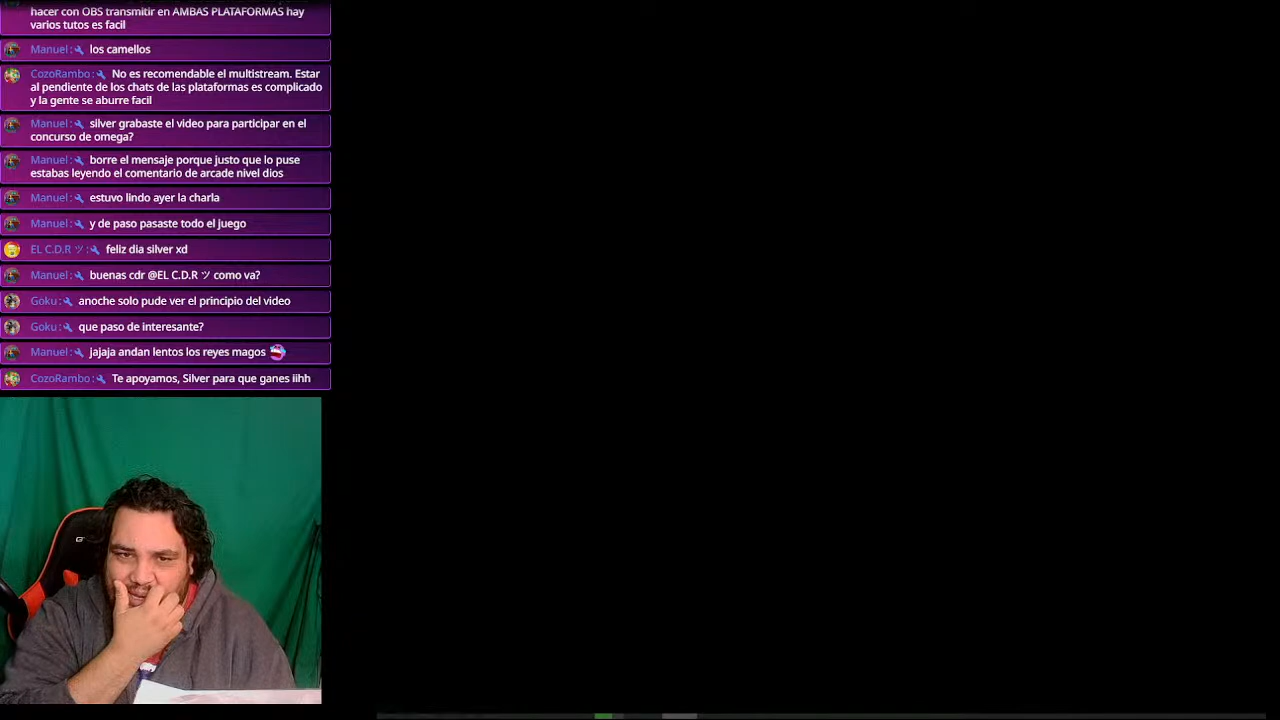 hacer con OBS transmitir en AMBAS PLATAFORMAS hay
varios tutos es facil
Manuel: los camellos
CozoRambo: No es recomendable el multistream. Estar
al pendiente de los chats de las plataformas es complicado
y la gente se aburre facil
Manuel: silver grabaste el video para participar en el
concurso de omega?
Manuel: borre el mensaje porque justo que lo puse
estabas leyendo el comentario de arcade nivel dios
Manuel: estuvo lindo ayer la charla
Manuel: y de paso pasaste todo el juego
EL C.D.R ツ: feliz dia silver xd
Manuel: buenas cdr @EL C.D.R ツ como va?
Goku: anoche solo pude ver el principio del video
Goku: que paso de interesante?
Manuel: jajaja andan lentos los reyes magos
CozoRambo: Te apoyamos, Silver para que ganes iihh